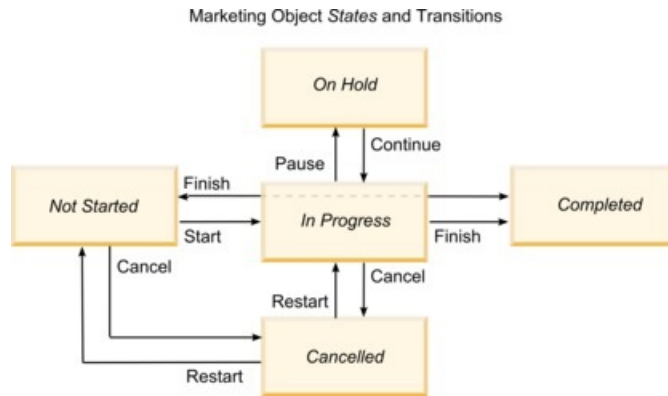 Marketing Object States and Transitions
On Hold
Pause
Continue
Not Started
Finish
Start
In Progress
Finish
Completed
Cancel
Restart
Cancel
Restart
Cancelled